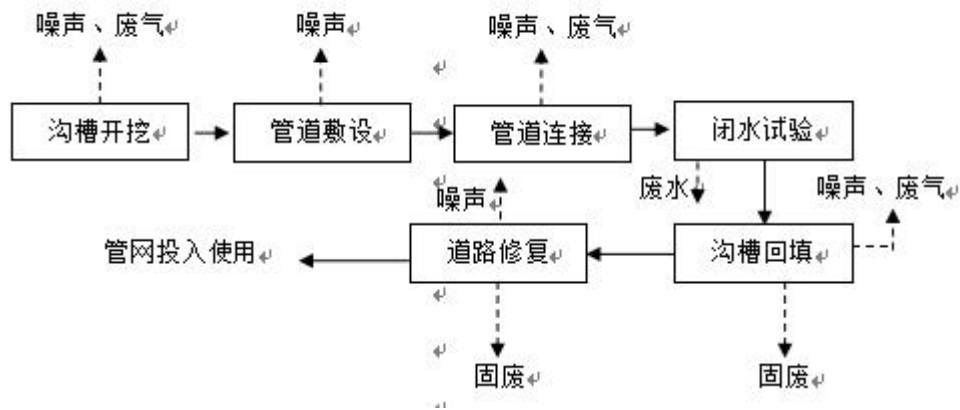 噪声、废气
噪声
噪声、废气
沟槽开挖
管道敷设
管道连接
闭水试验
噪声
废水
噪声、废气
管网投入使用
道路修复
沟槽回填
固废
固废